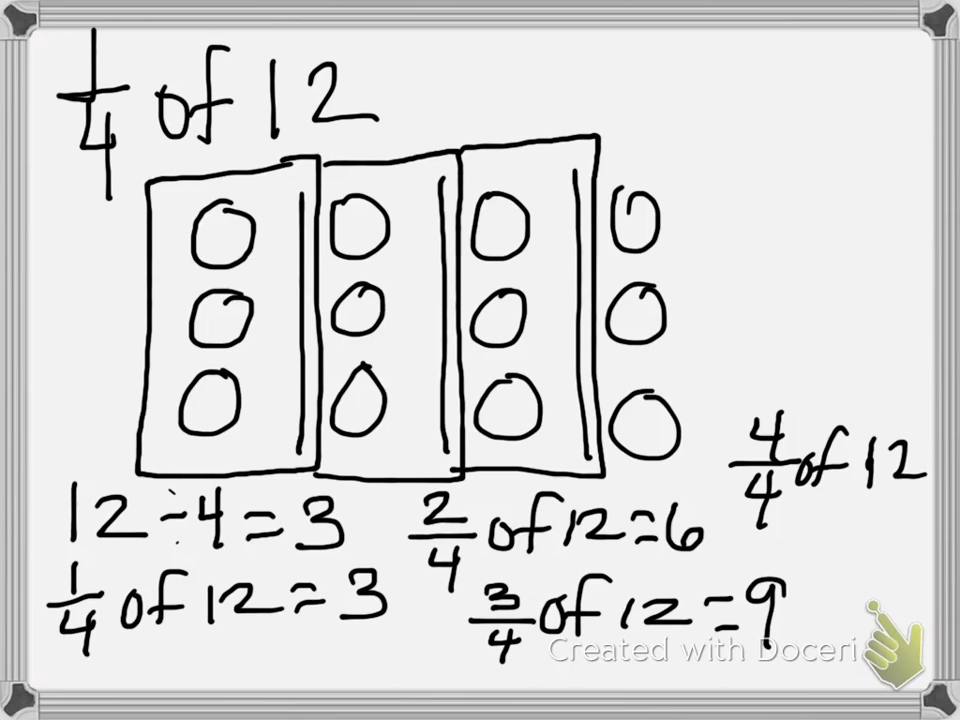 1/4 of 12
4/4 of 12
12 ÷ 4 = 3
2/4 of 12 = 6
1/4 of 12 = 3
3/4 of 12 = 9
Created with Doceri